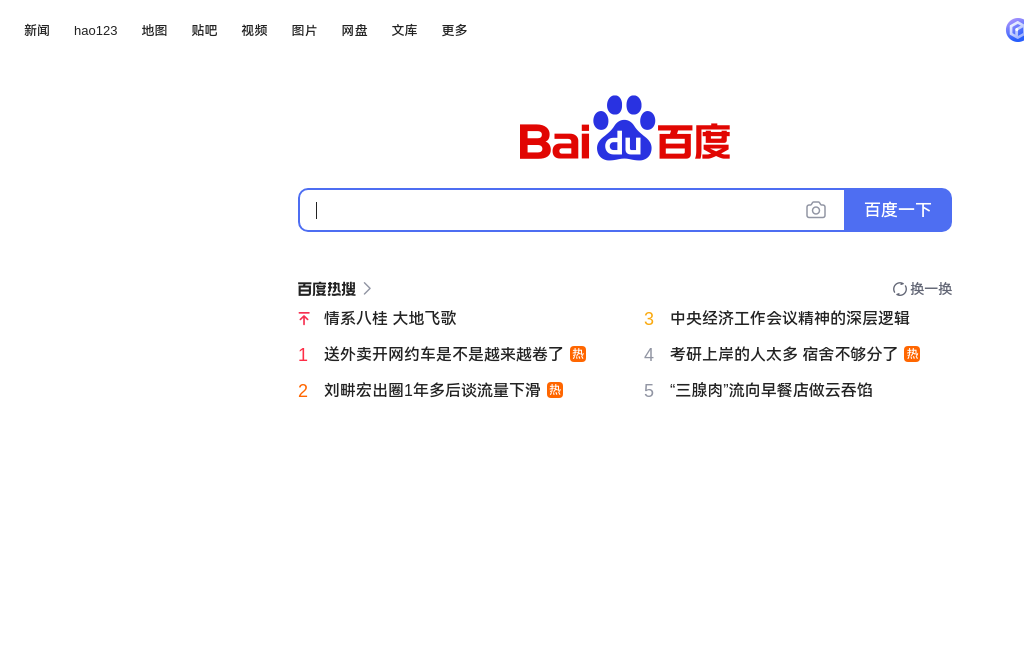 新闻 hao123 地图 贴吧 视频 图片 网盘 文库 更多
Bai du 百度
百度一下
百度热搜 换一换
情系八桂 大地飞歌
1 送外卖开网约车是不是越来越卷了 热
2 刘畊宏出圈1年多后谈流量下滑 热
3 中央经济工作会议精神的深层逻辑
4 考研上岸的人太多 宿舍不够分了 热
5 “三腺肉”流向早餐店做云吞馅